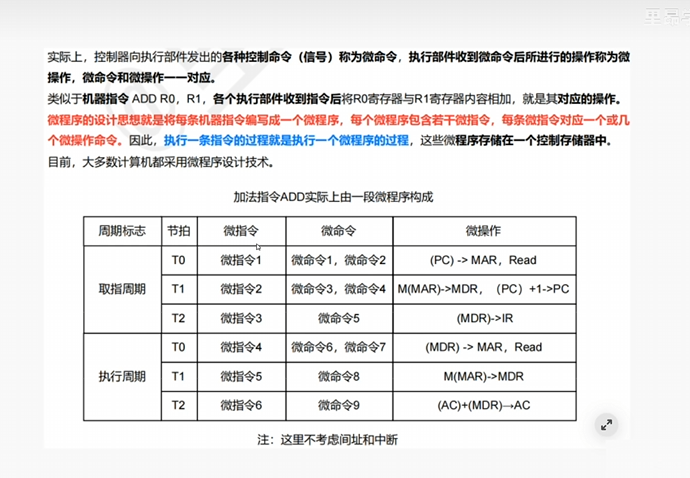 实际上，控制器向执行部件发出的各种控制命令（信号）称为微命令，执行部件收到微命令后所进行的操作称为微
操作，微命令和微操作一一对应。
类似于机器指令 ADD R0，R1，各个执行部件收到指令后将R0寄存器与R1寄存器内容相加，就是其对应的操作。
微程序的设计思想就是将每条机器指令编写成一个微程序，每个微程序包含若干微指令，每条微指令对应一个或几
个微操作命令。因此，执行一条指令的过程就是执行一个微程序的过程，这些微程序存储在一个控制存储器中。
目前，大多数计算机都采用微程序设计技术。
加法指令ADD实际上由一段微程序构成
周期标志 节拍 微指令 微命令 微操作
取指周期 T0 微指令1 微命令1，微命令2 (PC) -> MAR，Read
T1 微指令2 微命令3，微命令4 M(MAR)->MDR，（PC）+1->PC
T2 微指令3 微命令5 (MDR)->IR
执行周期 T0 微指令4 微命令6，微命令7 (MDR) -> MAR，Read
T1 微指令5 微命令8 M(MAR)->MDR
T2 微指令6 微命令9 (AC)+(MDR)→AC
注：这里不考虑间址和中断